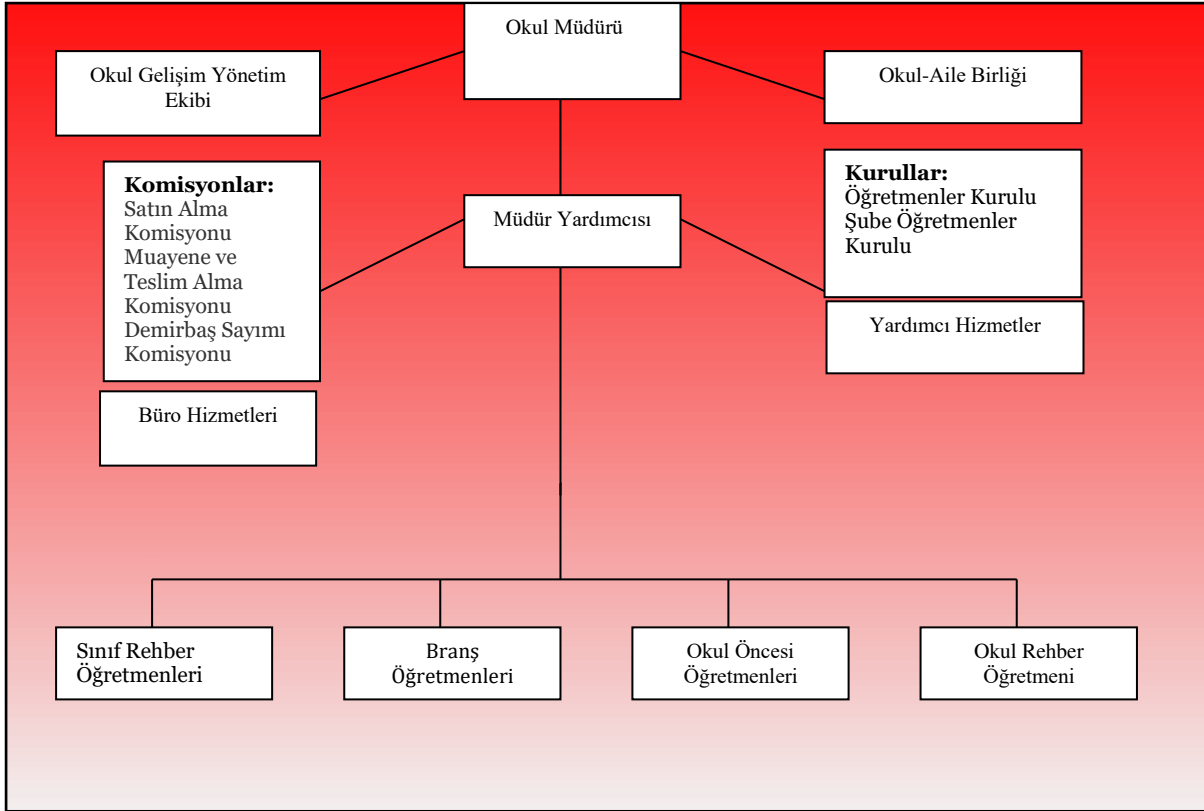 Okul Müdürü
Okul Gelişim Yönetim
Ekibi
Okul-Aile Birliği
Komisyonlar:
Satın Alma
Komisyonu
Muayene ve
Teslim Alma
Komisyonu
Demirbaş Sayımı
Komisyonu
Müdür Yardımcısı
Kurullar:
Öğretmenler Kurulu
Şube Öğretmenler
Kurulu
Yardımcı Hizmetler
Büro Hizmetleri
Sınıf Rehber
Öğretmenleri
Branş
Öğretmenleri
Okul Öncesi
Öğretmenleri
Okul Rehber
Öğretmeni